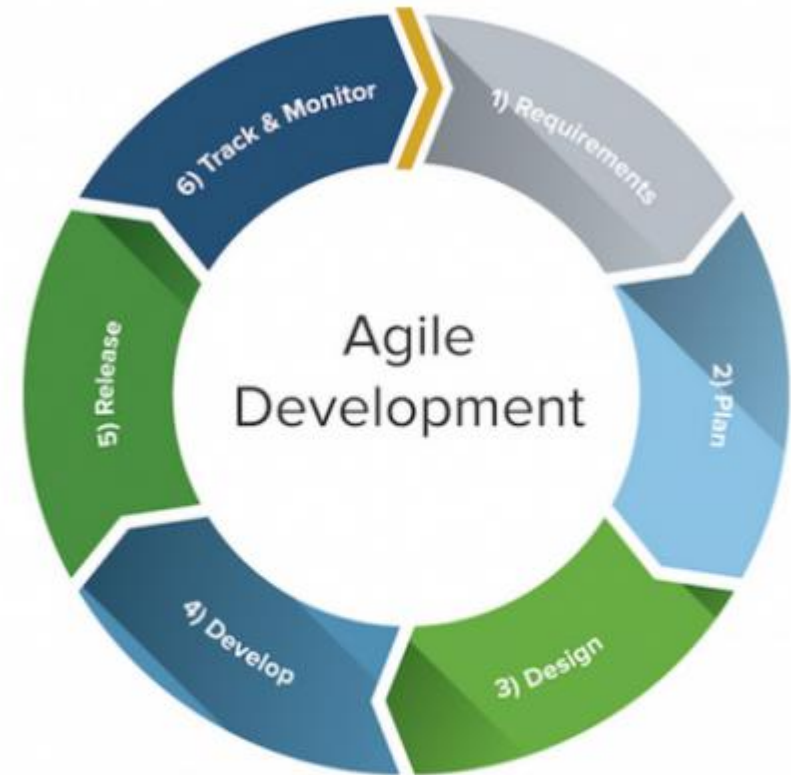 Agile
Development
1) Requirements
2) Plan
3) Design
4) Develop
5) Release
6) Track & Monitor